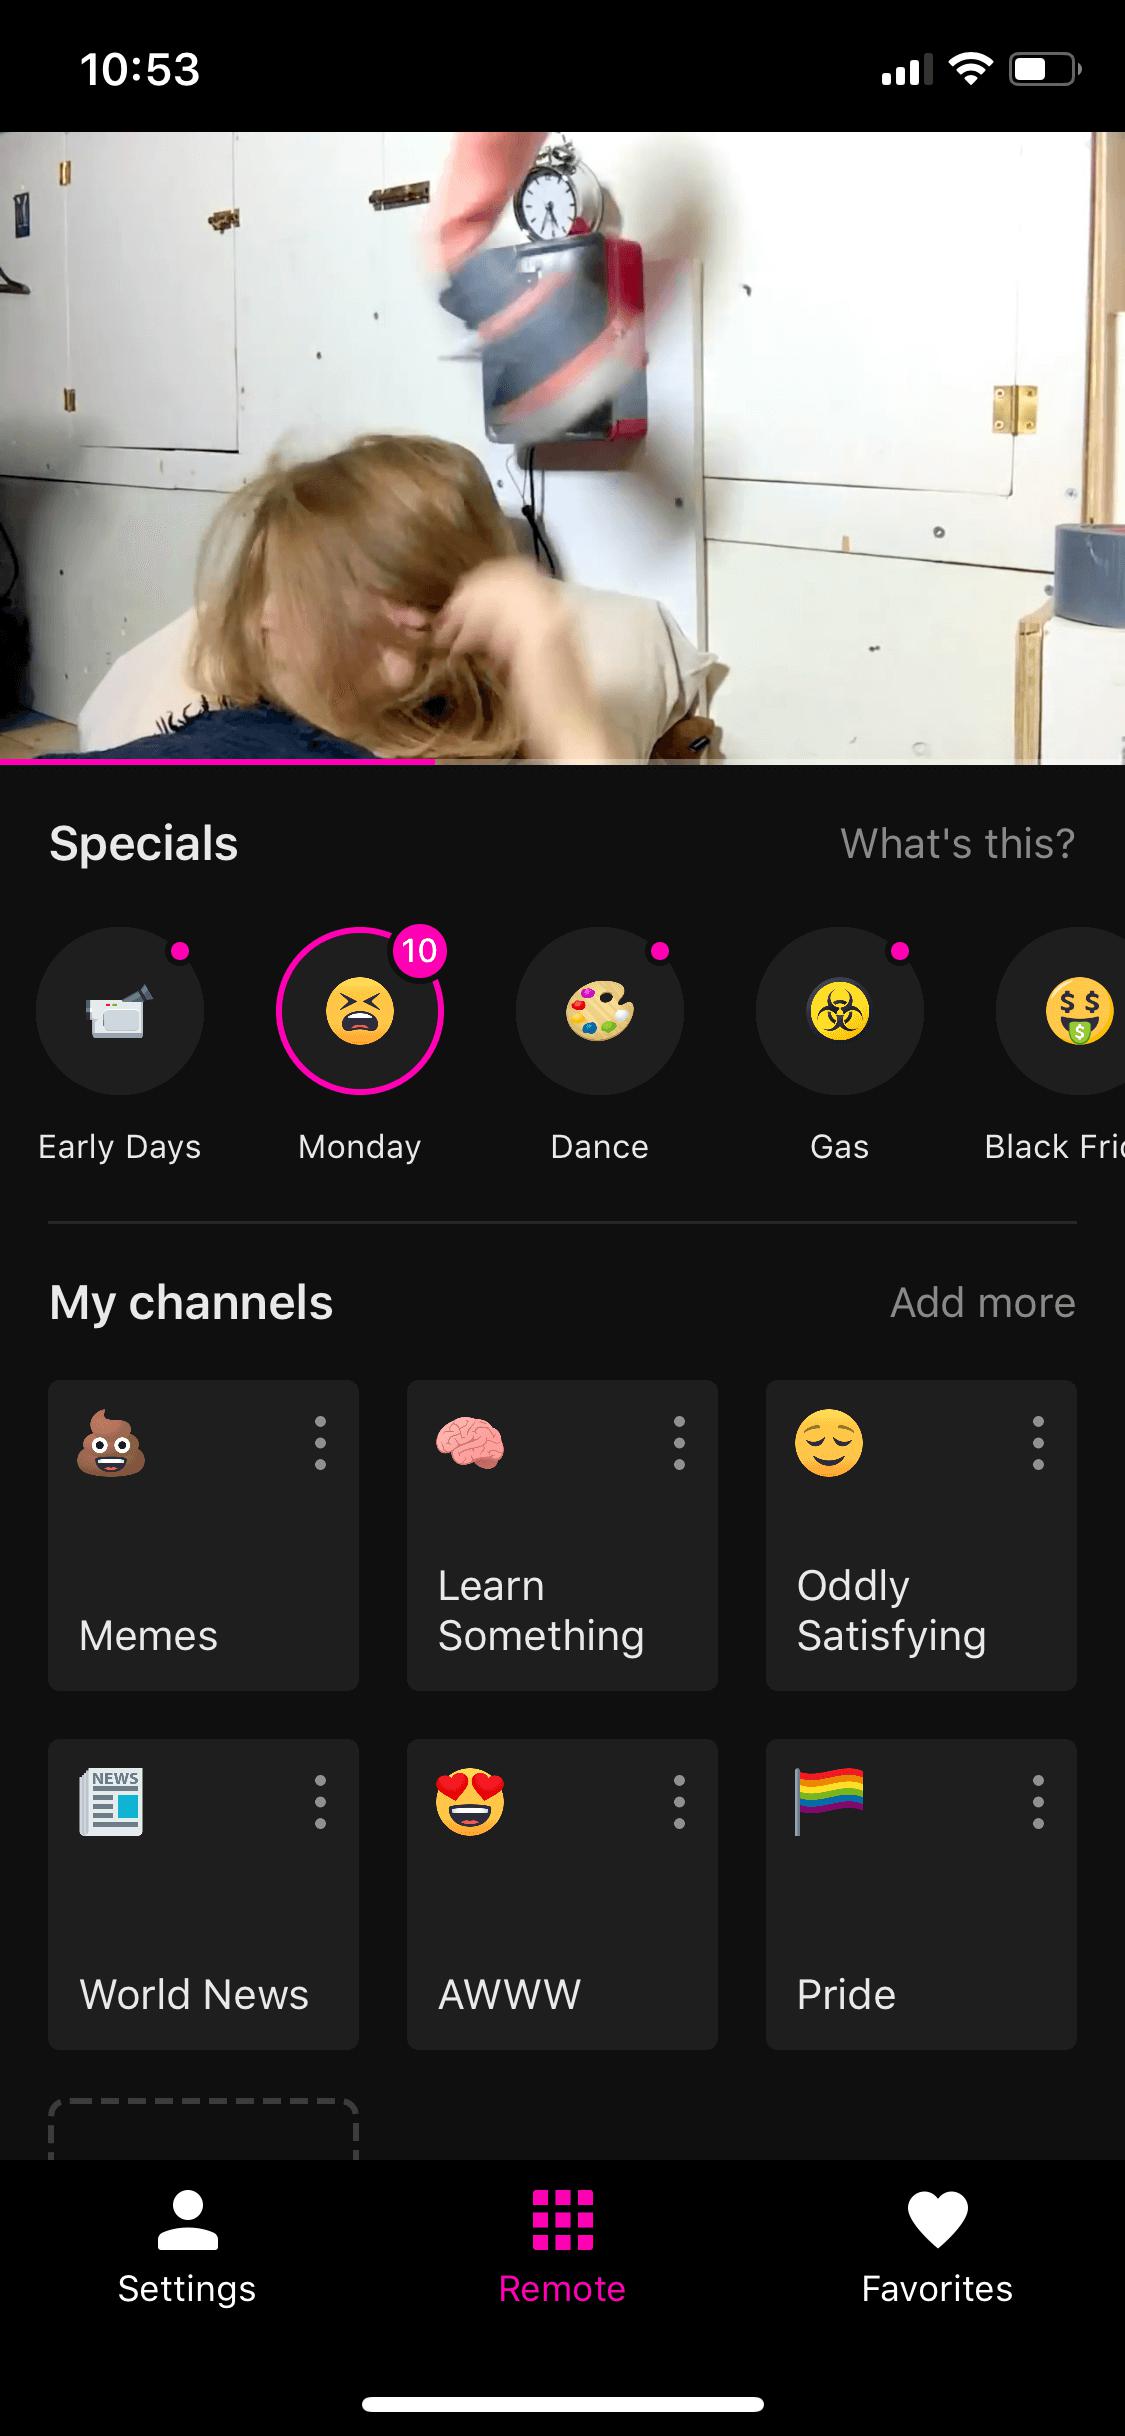 10:53
Specials
What's this?
10
Early Days
Monday
Dance
Gas
Black Fri
My channels
Add more
Memes
Learn
Something
Oddly
Satisfying
NEWS
World News
AWWW
Pride
Settings
Remote
Favorites